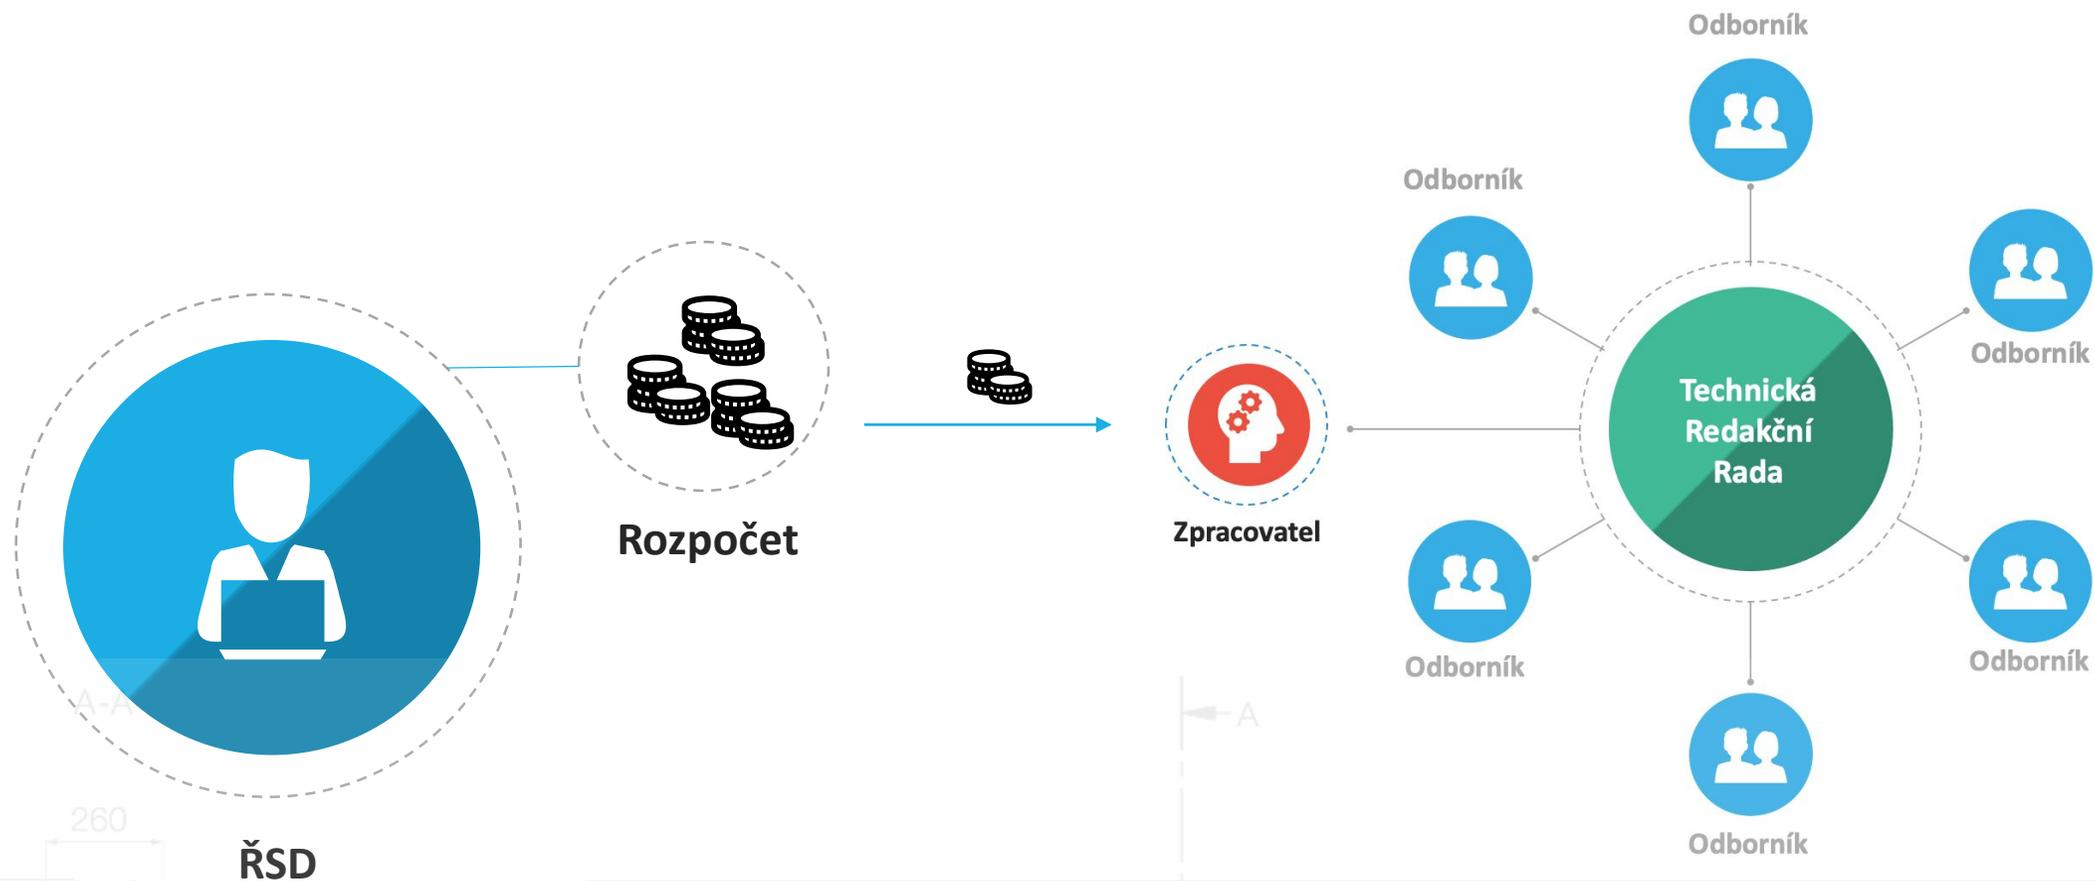 Odborník
Odborník
Odborník
Technická
Redakční
Rada
Rozpočet
Zpracovatel
Odborník
Odborník
A-A
A
260
Odborník
ŘSD